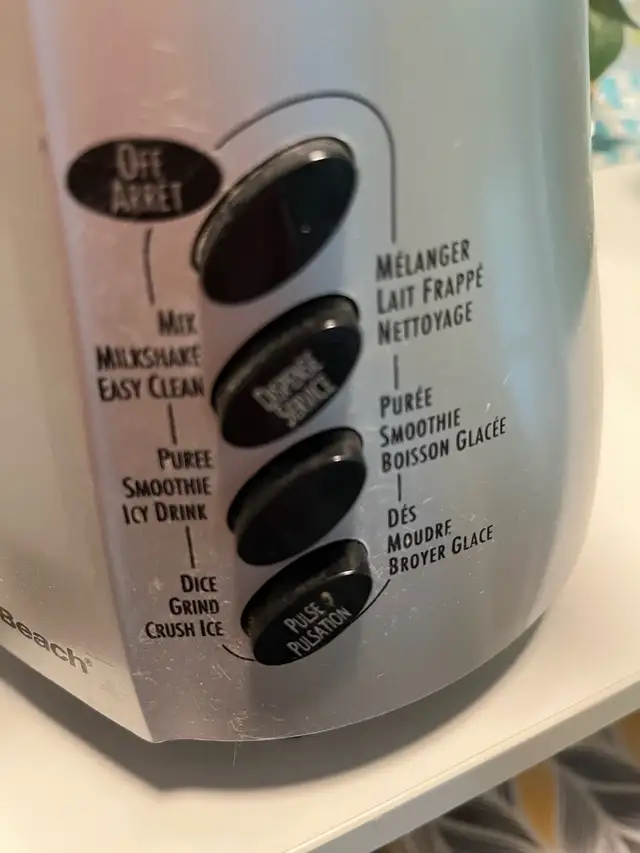 OFF
ARRÊT
MIX
MILKSHAKE
EASY CLEAN
PUREE
SMOOTHIE
ICY DRINK
DICE
GRIND
CRUSH ICE
DISPENSE
SERVICE
PULSE
PULSATION
MÉLANGER
LAIT FRAPPÉ
NETTOYAGE
PURÉE
SMOOTHIE
BOISSON GLACÉE
DÉS
MOUDRE
BROYER GLACE
Beach®